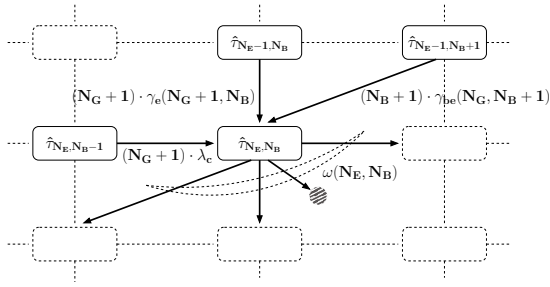 τ̂_{N_E−1,N_B} τ̂_{N_E−1,N_B+1}
(N_G + 1) · γ_e(N_G + 1, N_B) (N_B + 1) · γ_be(N_G, N_B + 1)
τ̂_{N_E,N_B−1} τ̂_{N_E,N_B}
(N_G + 1) · λ_c
ω(N_E, N_B)